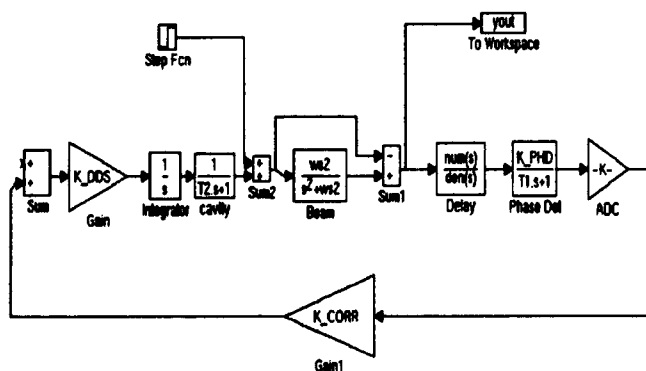 yout
To Workspace
Step Fcn
+
+
Sum
K_DDS
Gain
1
s
Integrator
1
T2.s+1
cavity
+
+
Sum2
ws2
s²+ws2
Beam
-
+
Sum1
num(s)
den(s)
Delay
K_PHD
T1.s+1
Phase Det
-K-
ADC
K_CORR
Gain1